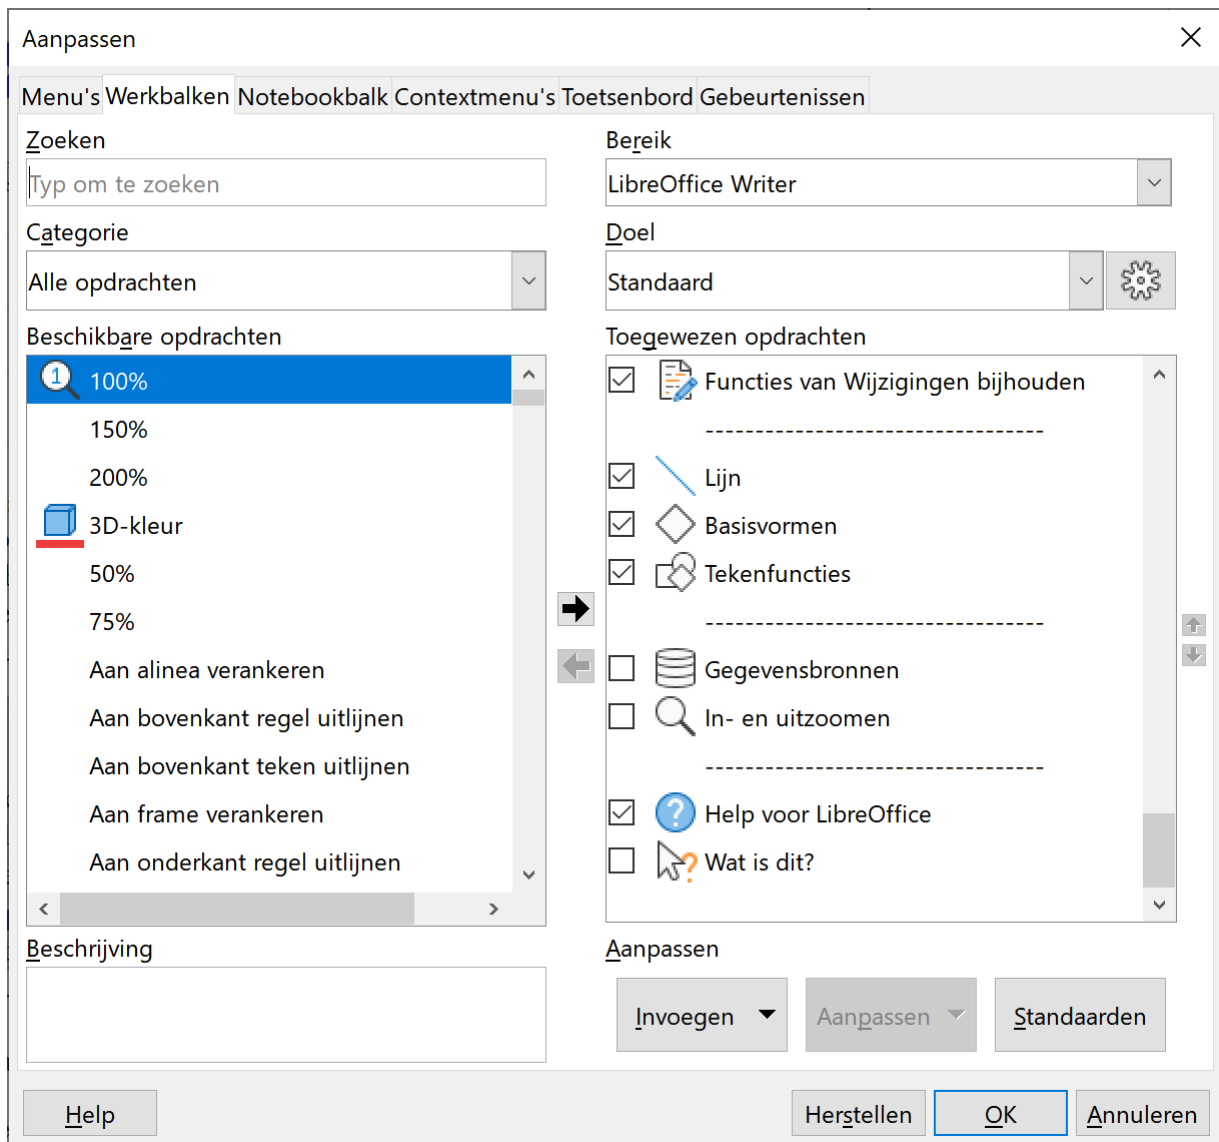 Aanpassen
Menu's Werkbalken Notebookbalk Contextmenu's Toetsenbord Gebeurtenissen
Zoeken
Typ om te zoeken
Categorie
Alle opdrachten
Beschikbare opdrachten
1 100%
150%
200%
3D-kleur
50%
75%
Aan alinea verankeren
Aan bovenkant regel uitlijnen
Aan bovenkant teken uitlijnen
Aan frame verankeren
Aan onderkant regel uitlijnen
Beschrijving
Bereik
LibreOffice Writer
Doel
Standaard
Toegewezen opdrachten
Functies van Wijzigingen bijhouden
----------------------------------
Lijn
Basisvormen
Tekenfuncties
----------------------------------
Gegevensbronnen
In- en uitzoomen
----------------------------------
? Help voor LibreOffice
? Wat is dit?
Aanpassen
Invoegen Aanpassen Standaarden
Help Herstellen OK Annuleren